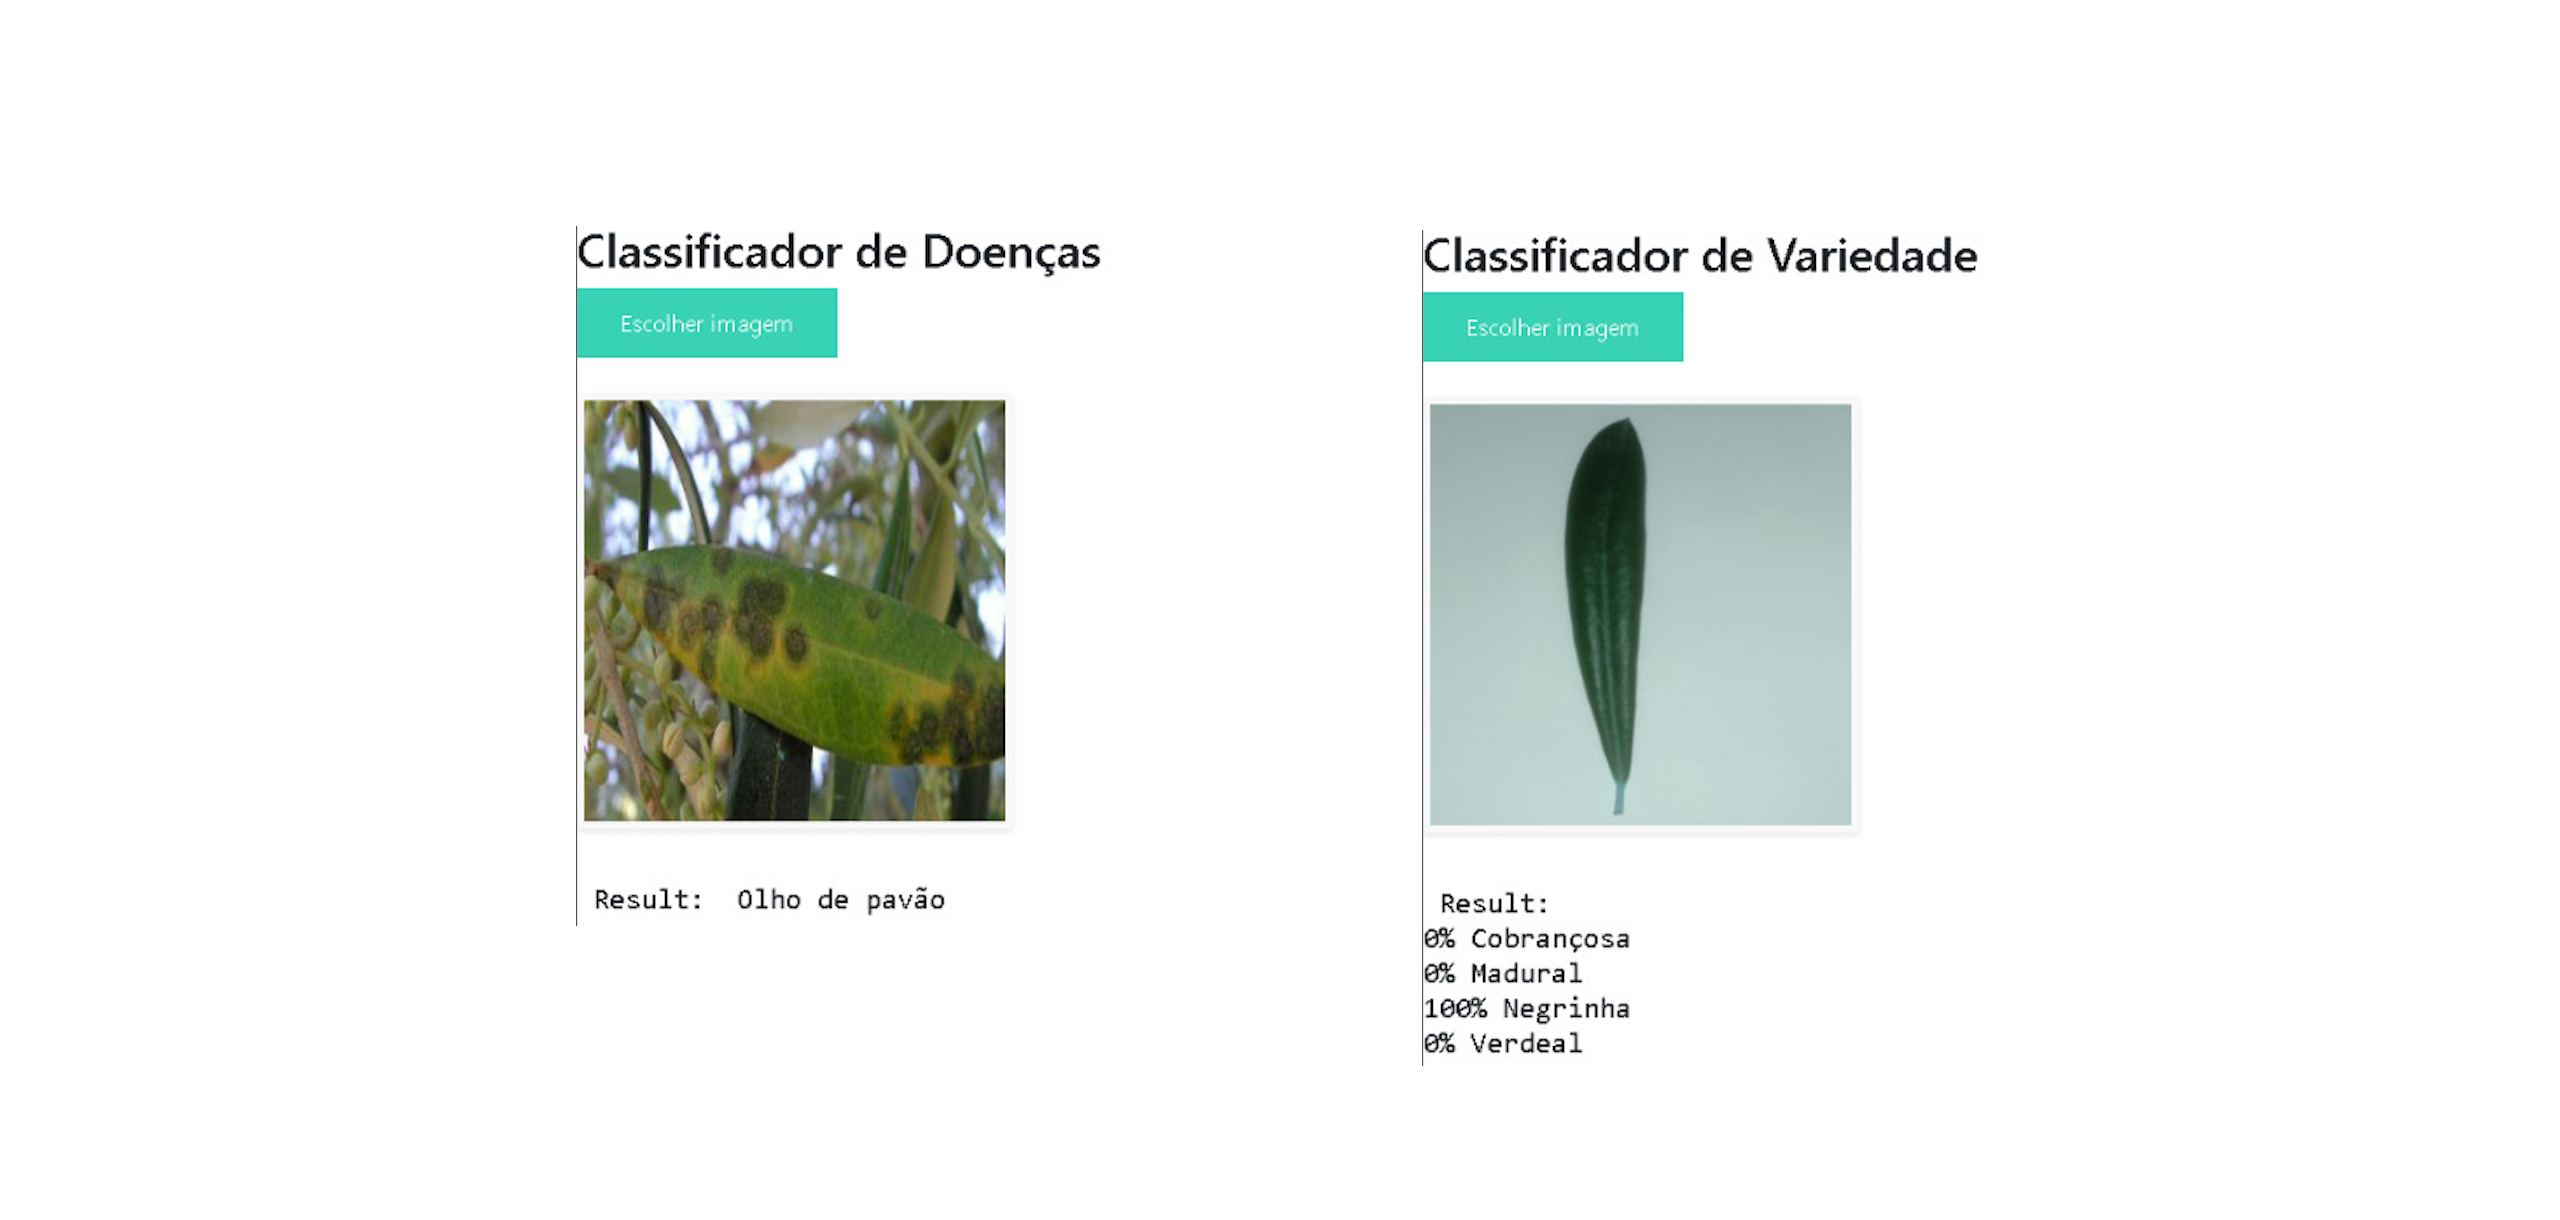 Classificador de Doenças
Escolher imagem
Result: Olho de pavão
Classificador de Variedade
Escolher imagem
Result:
0% Cobrançosa
0% Madural
100% Negrinha
0% Verdeal